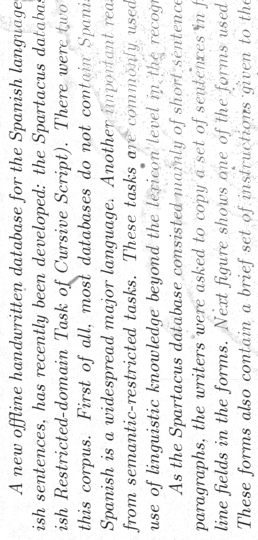 A new offline handwritten database for the Spanish language
ish sentences, has recently been developed: the Spartacus databas
ish Restricted-domain Task of Cursive Script). There were two
this corpus. First of all, most databases do not contain Spani
Spanish is a widespread major language. Another important reas
from semantic-restricted tasks. These tasks are commonly used
use of linguistic knowledge beyond the lexicon level in the recogn
As the Spartacus database consisted mainly of short sentence
paragraphs, the writers were asked to copy a set of sentences in f
line fields in the forms. Next figure shows one of the forms used
These forms also contain a brief set of instructions given to the